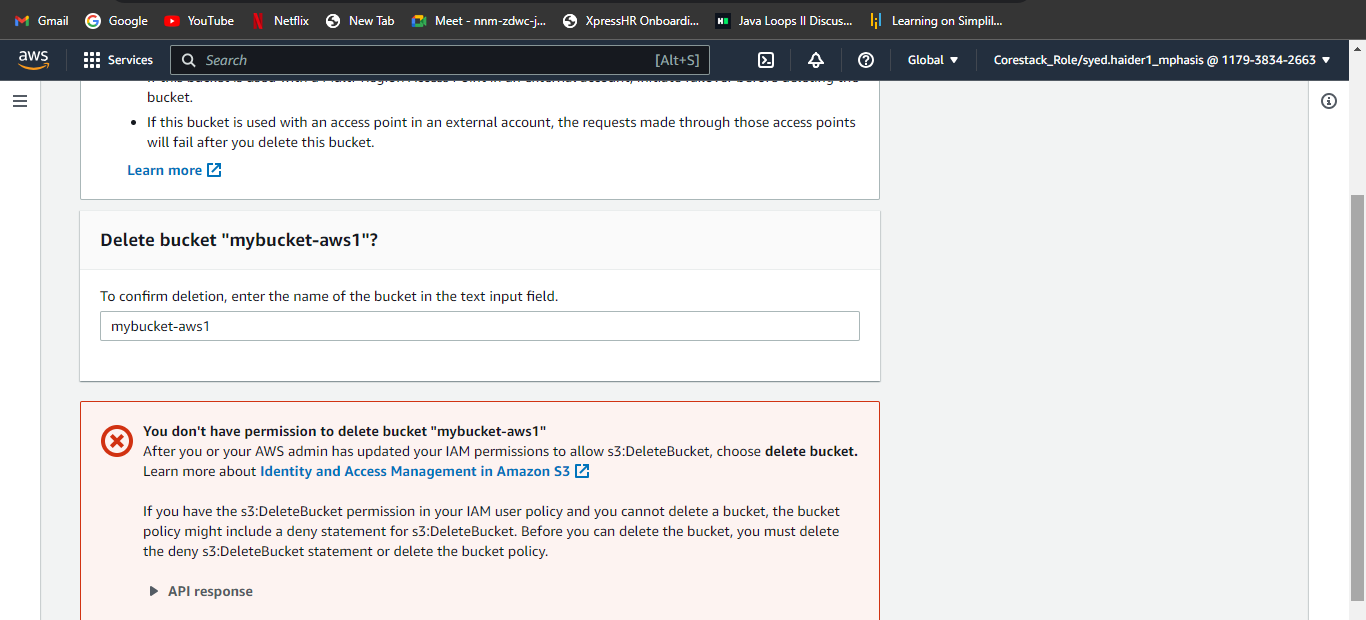 Gmail Google YouTube Netflix New Tab Meet - nnm-zdwc-j... XpressHR Onboardi... Java Loops II Discus... Learning on Simplil...
aws Services Search [Alt+S] Global Corestack_Role/syed.haider1_mphasis @ 1179-3834-2663
bucket.
If this bucket is used with an access point in an external account, the requests made through those access points
will fail after you delete this bucket.
Learn more
Delete bucket "mybucket-aws1"?
To confirm deletion, enter the name of the bucket in the text input field.
mybucket-aws1
You don't have permission to delete bucket "mybucket-aws1"
After you or your AWS admin has updated your IAM permissions to allow s3:DeleteBucket, choose delete bucket.
Learn more about Identity and Access Management in Amazon S3
If you have the s3:DeleteBucket permission in your IAM user policy and you cannot delete a bucket, the bucket
policy might include a deny statement for s3:DeleteBucket. Before you can delete the bucket, you must delete
the deny s3:DeleteBucket statement or delete the bucket policy.
API response